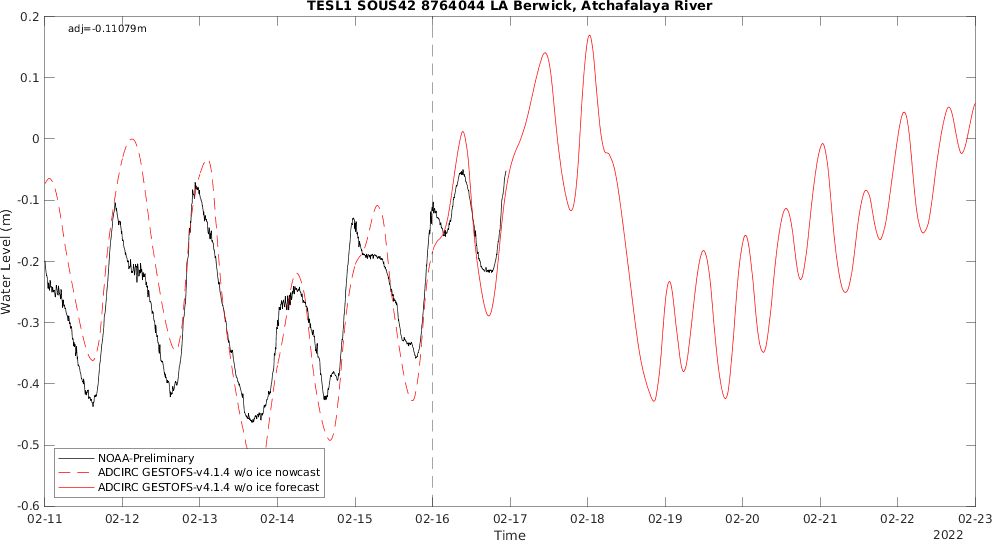 TESL1 SOUS42 8764044 LA Berwick, Atchafalaya River
adj=-0.11079m
0.2
0.1
0
-0.1
-0.2
-0.3
-0.4
-0.5
-0.6
Water Level (m)
NOAA-Preliminary
ADCIRC GESTOFS-v4.1.4 w/o ice nowcast
ADCIRC GESTOFS-v4.1.4 w/o ice forecast
02-11 02-12 02-13 02-14 02-15 02-16 02-17 02-18 02-19 02-20 02-21 02-22 02-23
Time
2022